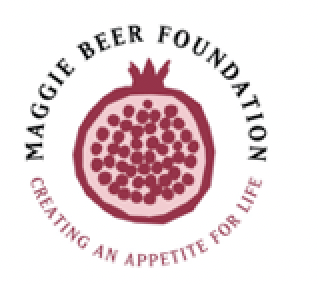 MAGGIE BEER FOUNDATION
CREATING AN APPETITE FOR LIFE